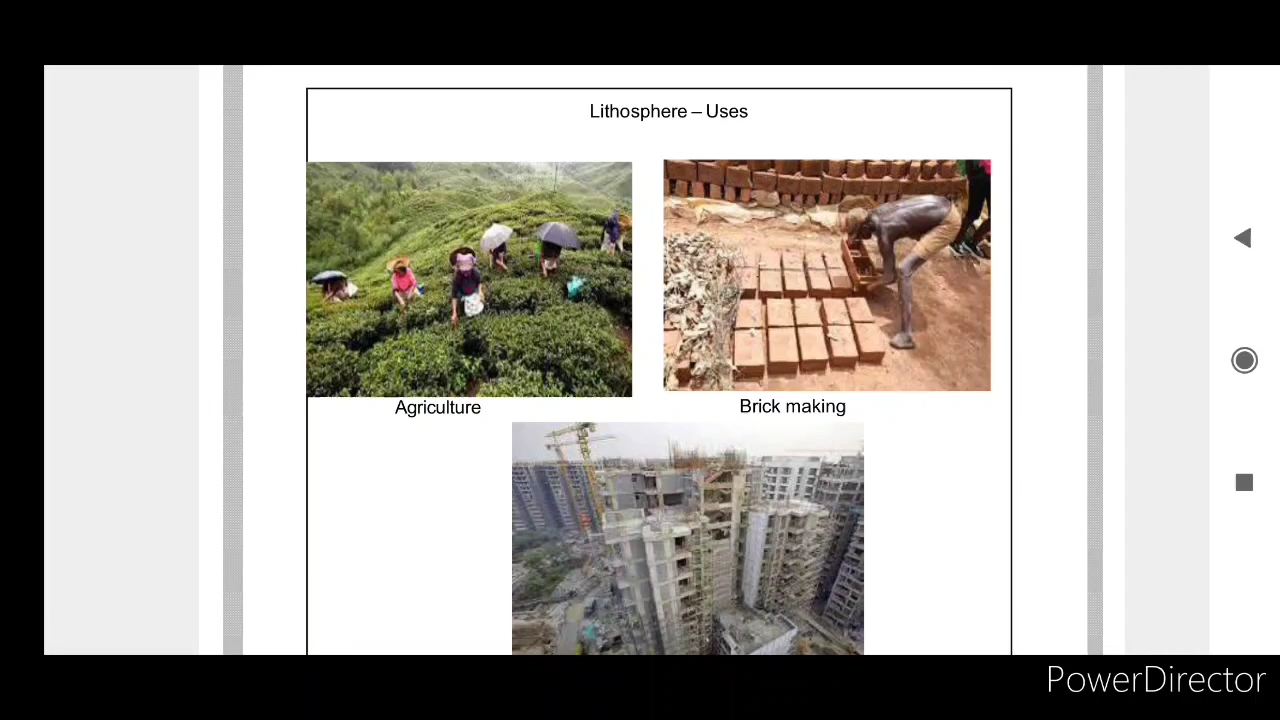 Lithosphere – Uses
Agriculture
Brick making
PowerDirector